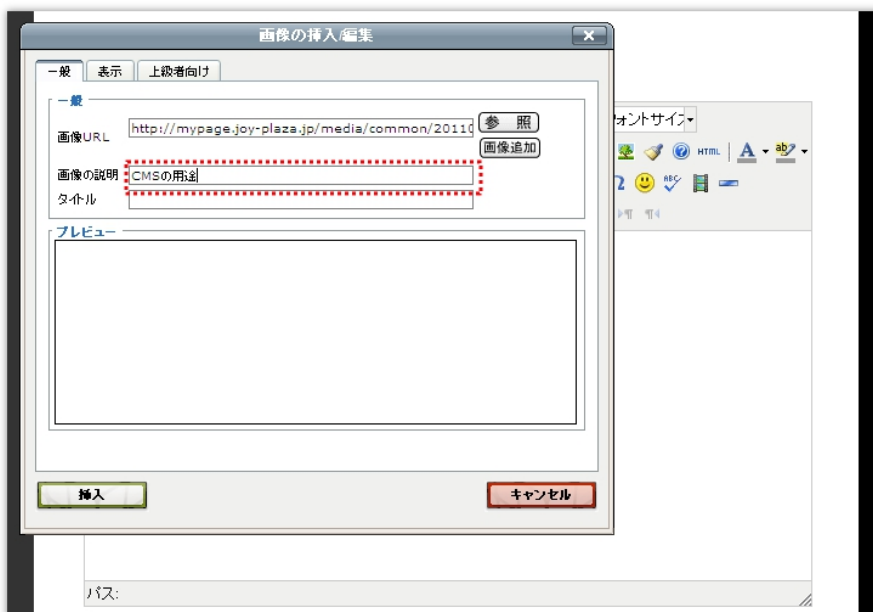 画像の挿入/編集
一般 表示 上級者向け
一般
画像URL http://mypage.joy-plaza.jp/media/common/20110 参 照
画像追加
画像の説明 CMSの用途
タイトル
プレビュー
挿入 キャンセル
フォントサイズ
HTML A ab
ABC
パス: